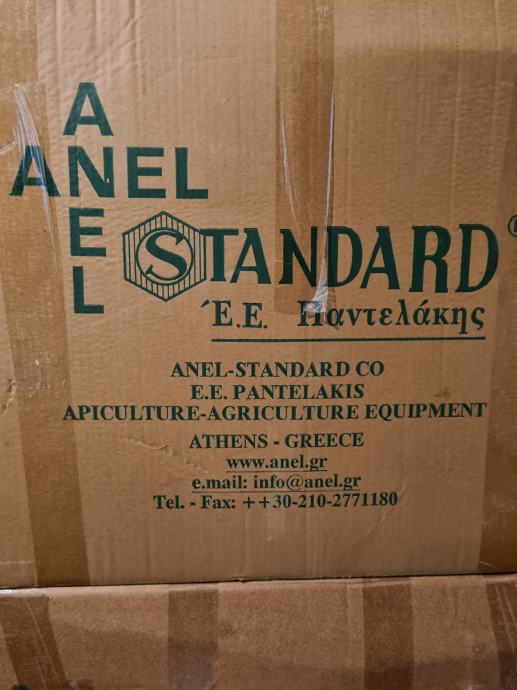 ANEL
ANEL
STANDARD
Έ.Ε. Παντελάκης
ANEL-STANDARD CO
E.E. PANTELAKIS
APICULTURE-AGRICULTURE EQUIPMENT
ATHENS - GREECE
www.anel.gr
e.mail: info@anel.gr
Tel. - Fax: ++30-210-2771180